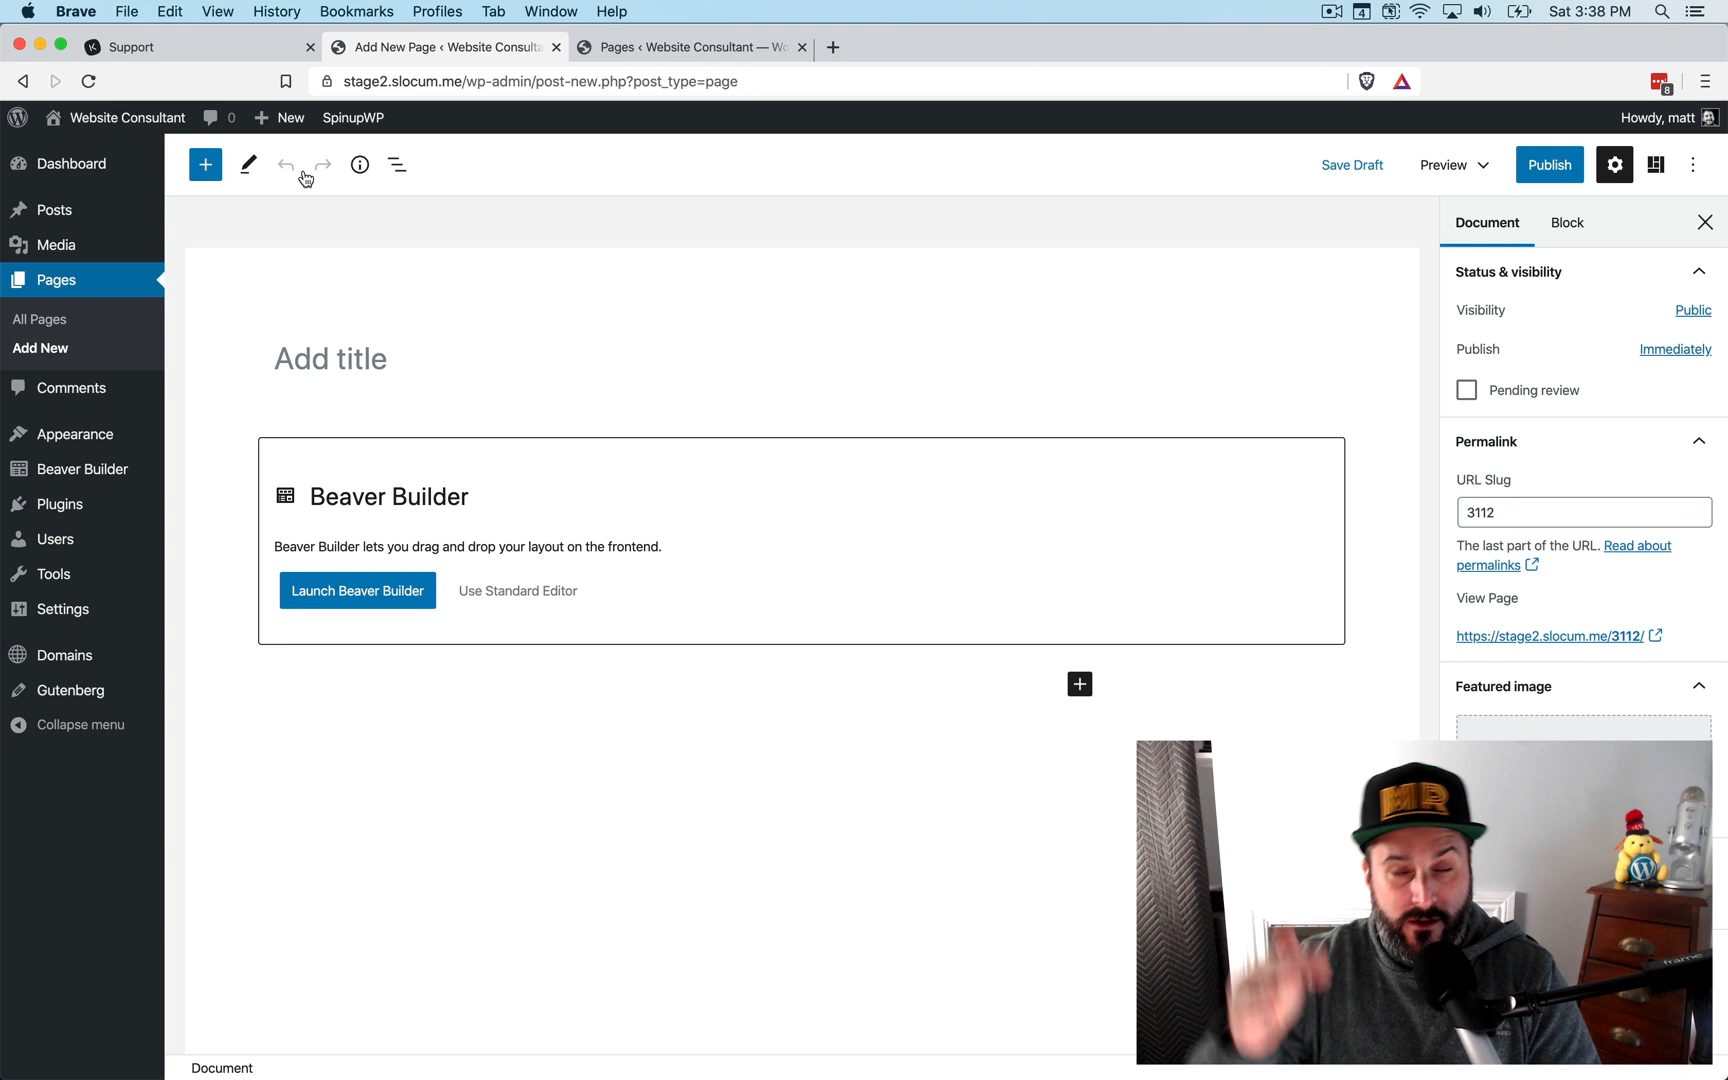 Brave File Edit View History Bookmarks Profiles Tab Window Help
4
Sat 3:38 PM
K Support
Add New Page ‹ Website Consulta
Pages ‹ Website Consultant — Wo
stage2.slocum.me/wp-admin/post-new.php?post_type=page
8
Website Consultant 0 New SpinupWP
Howdy, matt
Dashboard
Posts
Media
Pages
All Pages
Add New
Comments
Appearance
Beaver Builder
Plugins
Users
Tools
Settings
Domains
Gutenberg
Collapse menu
Save Draft
Preview
Publish
Add title
Beaver Builder
Beaver Builder lets you drag and drop your layout on the frontend.
Launch Beaver Builder
Use Standard Editor
Document
Block
Status & visibility
Visibility
Public
Publish
Immediately
Pending review
Permalink
URL Slug
3112
The last part of the URL. Read about
permalinks
View Page
https://stage2.slocum.me/3112/
Featured image
MR
W
frame
Document